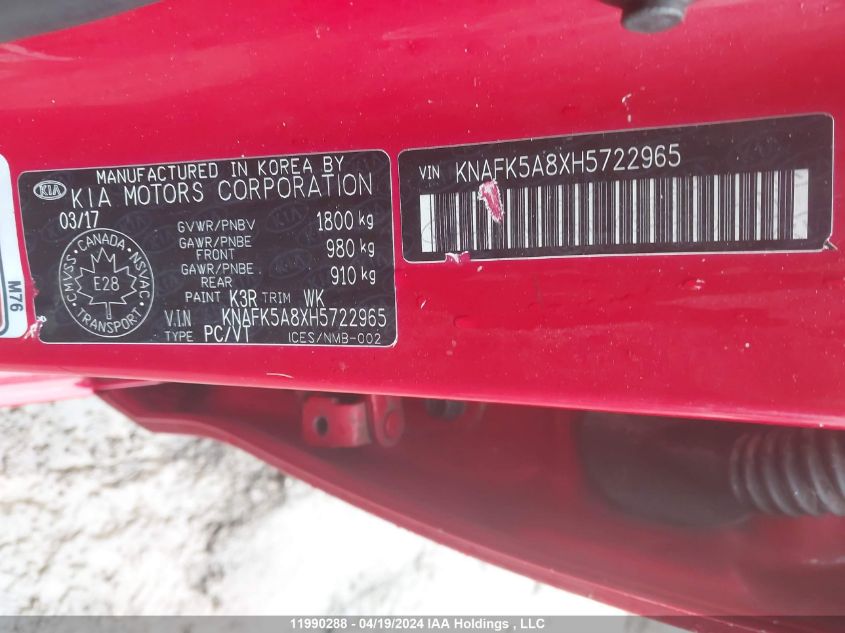 MANUFACTURED IN KOREA BY
KIA KIA MOTORS CORPORATION
03/17
GVWR/PNBV 1800 kg
GAWR/PNBE FRONT 980 kg
GAWR/PNBE REAR 910 kg
CANADA
CMVSS NSVAC
E28
TRANSPORT
PAINT K3R TRIM WK
V.I.N KNAFK5A8XH5722965
TYPE PC/VT ICES/NMB-002
M76
VIN KNAFK5A8XH5722965
11990288 - 04/19/2024 IAA Holdings , LLC